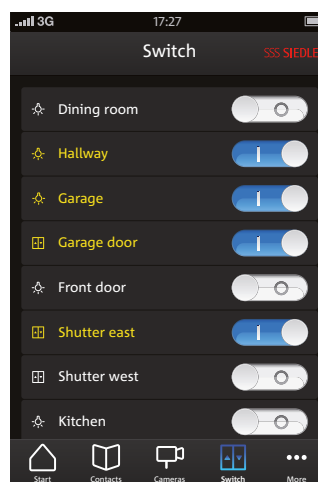 3G 17:27
Switch SSS SIEDLE
Dining room
Hallway
Garage
Garage door
Front door
Shutter east
Shutter west
Kitchen
Start Contacts Cameras Switch More